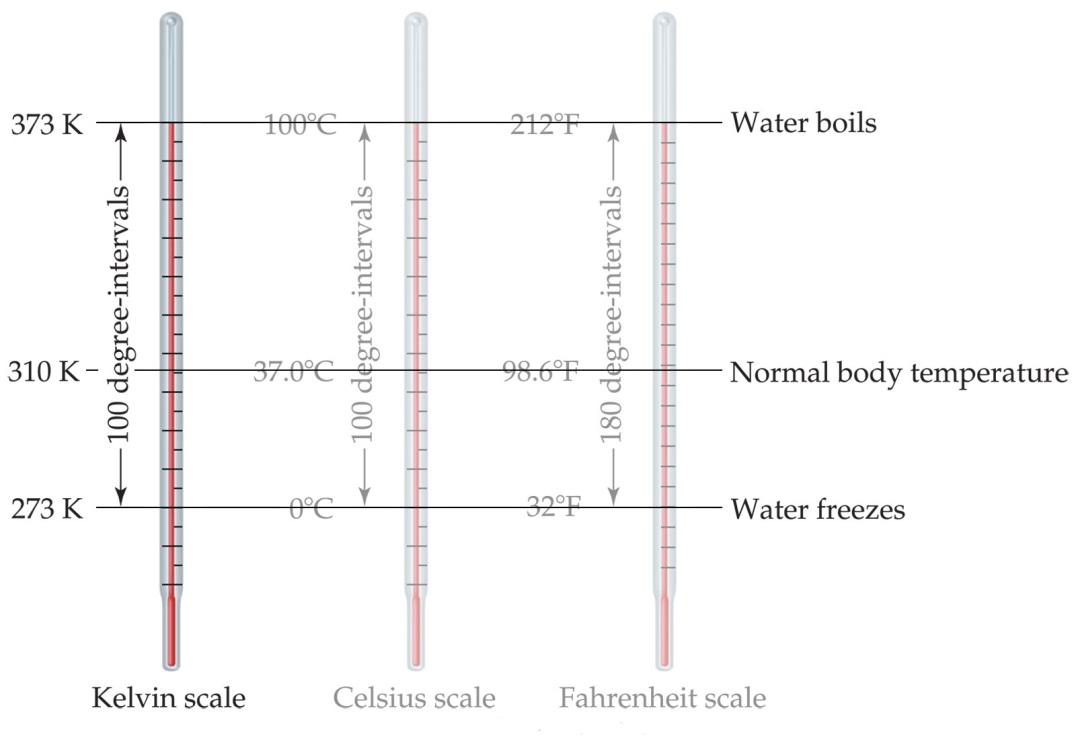 373 K 100°C 212°F Water boils
100 degree-intervals
100 degree-intervals
180 degree-intervals
310 K 37.0°C 98.6°F Normal body temperature
273 K 0°C 32°F Water freezes
Kelvin scale Celsius scale Fahrenheit scale